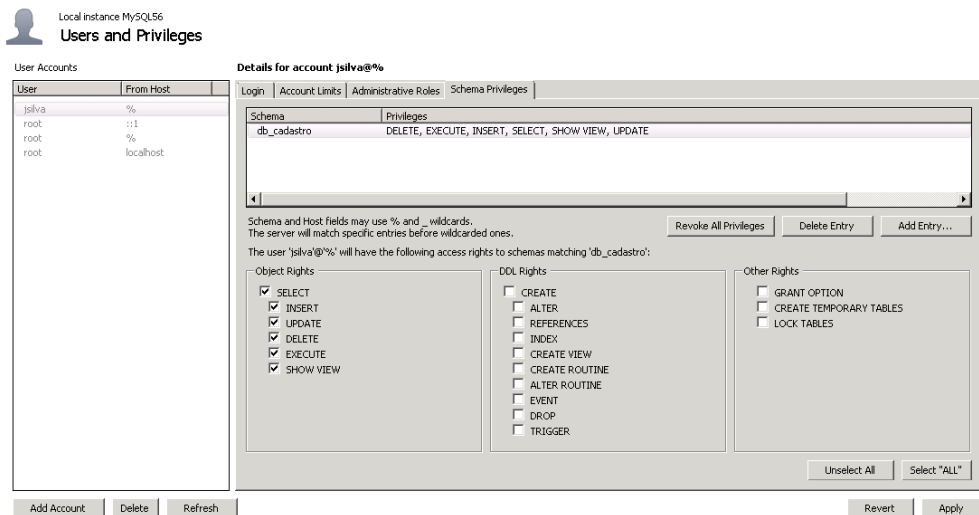 Local instance MySQL56
Users and Privileges
User Accounts
User From Host
jsilva %
root ::1
root %
root localhost
Details for account jsilva@%
Login Account Limits Administrative Roles Schema Privileges
Schema Privileges
db_cadastro DELETE, EXECUTE, INSERT, SELECT, SHOW VIEW, UPDATE
Schema and Host fields may use % and _ wildcards.
The server will match specific entries before wildcarded ones.
Revoke All Privileges Delete Entry Add Entry...
The user 'jsilva'@'%' will have the following access rights to schemas matching 'db_cadastro':
Object Rights
SELECT
INSERT
UPDATE
DELETE
EXECUTE
SHOW VIEW
DDL Rights
CREATE
ALTER
REFERENCES
INDEX
CREATE VIEW
CREATE ROUTINE
ALTER ROUTINE
EVENT
DROP
TRIGGER
Other Rights
GRANT OPTION
CREATE TEMPORARY TABLES
LOCK TABLES
Unselect All Select "ALL"
Add Account Delete Refresh Revert Apply